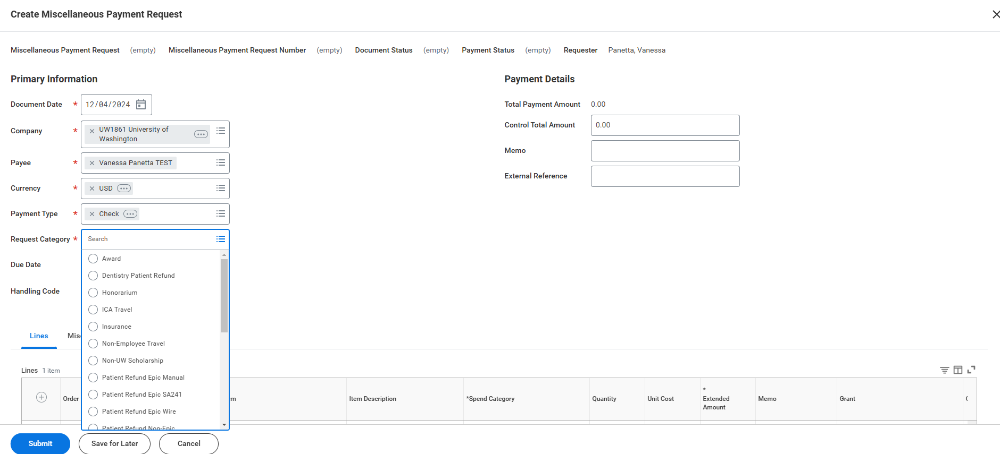 Create Miscellaneous Payment Request
Miscellaneous Payment Request (empty) Miscellaneous Payment Request Number (empty) Document Status (empty) Payment Status (empty) Requester Panetta, Vanessa
Primary Information
Document Date * 12/04/2024
Company * UW1861 University of
Washington
Payee * Vanessa Panetta TEST
Currency * USD
Payment Type * Check
Request Category * Search
Award
Dentistry Patient Refund
Honorarium
ICA Travel
Insurance
Non-Employee Travel
Non-UW Scholarship
Patient Refund Epic Manual
Patient Refund Epic SA241
Patient Refund Epic Wire
Patient Refund Non-Epic
Due Date
Handling Code
Payment Details
Total Payment Amount 0.00
Control Total Amount 0.00
Memo
External Reference
Lines Mis
Lines 1 item
Order em Item Description *Spend Category Quantity Unit Cost * Extended Amount Memo Grant
Submit Save for Later Cancel